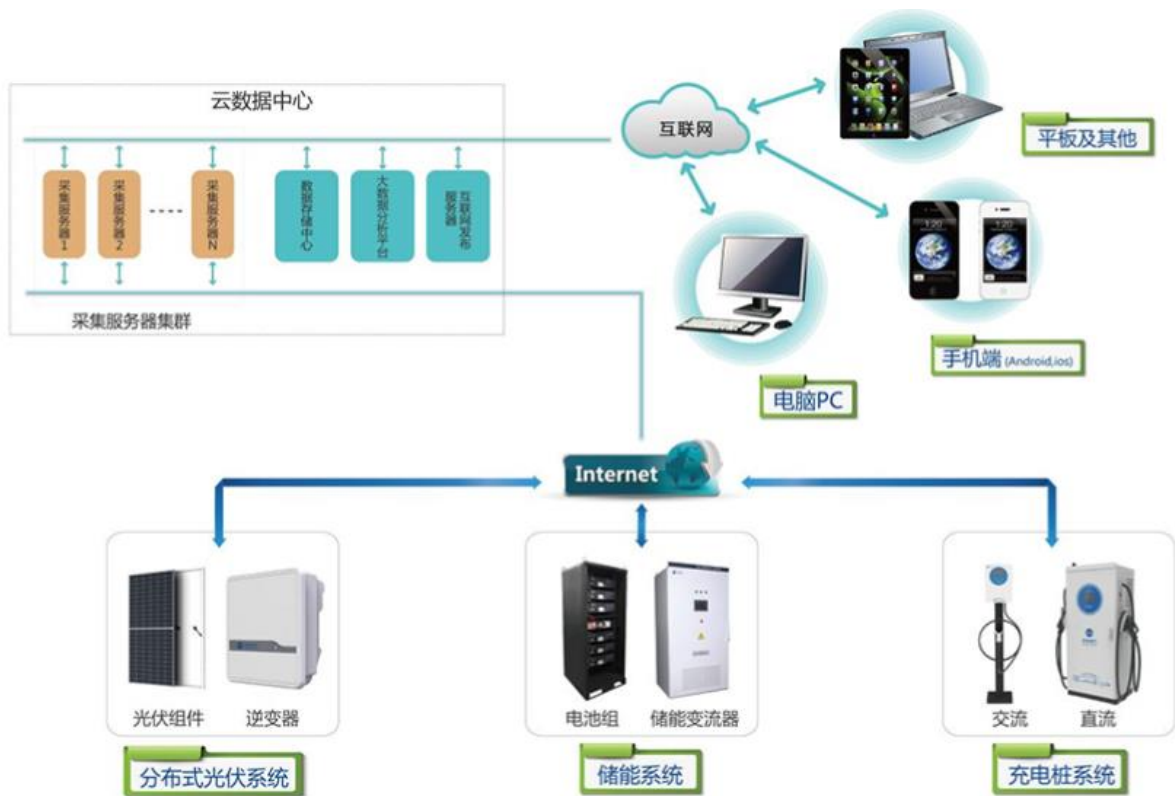 云数据中心
采集服务器1
采集服务器2
采集服务器N
数据存储中心
大数据分析平台
互联网发布
服务器
采集服务器集群
互联网
平板及其他
1:20
1:20
手机端 (Android,ios)
电脑PC
Internet
光伏组件
逆变器
分布式光伏系统
电池组
储能变流器
储能系统
交流
直流
充电桩系统